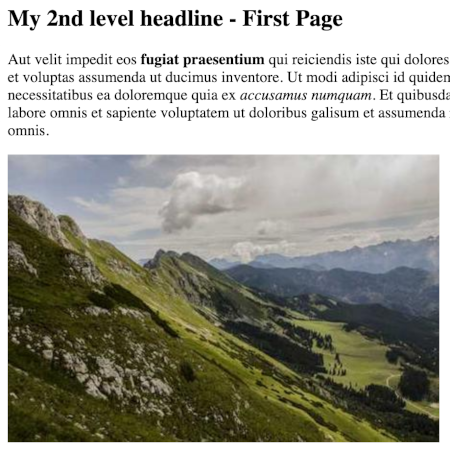 My 2nd level headline - First Page
Aut velit impedit eos fugiat praesentium qui reiciendis iste qui dolores
et voluptas assumenda ut ducimus inventore. Ut modi adipisci id quidem
necessitatibus ea doloremque quia ex accusamus numquam. Et quibusda
labore omnis et sapiente voluptatem ut doloribus galisum et assumenda
omnis.